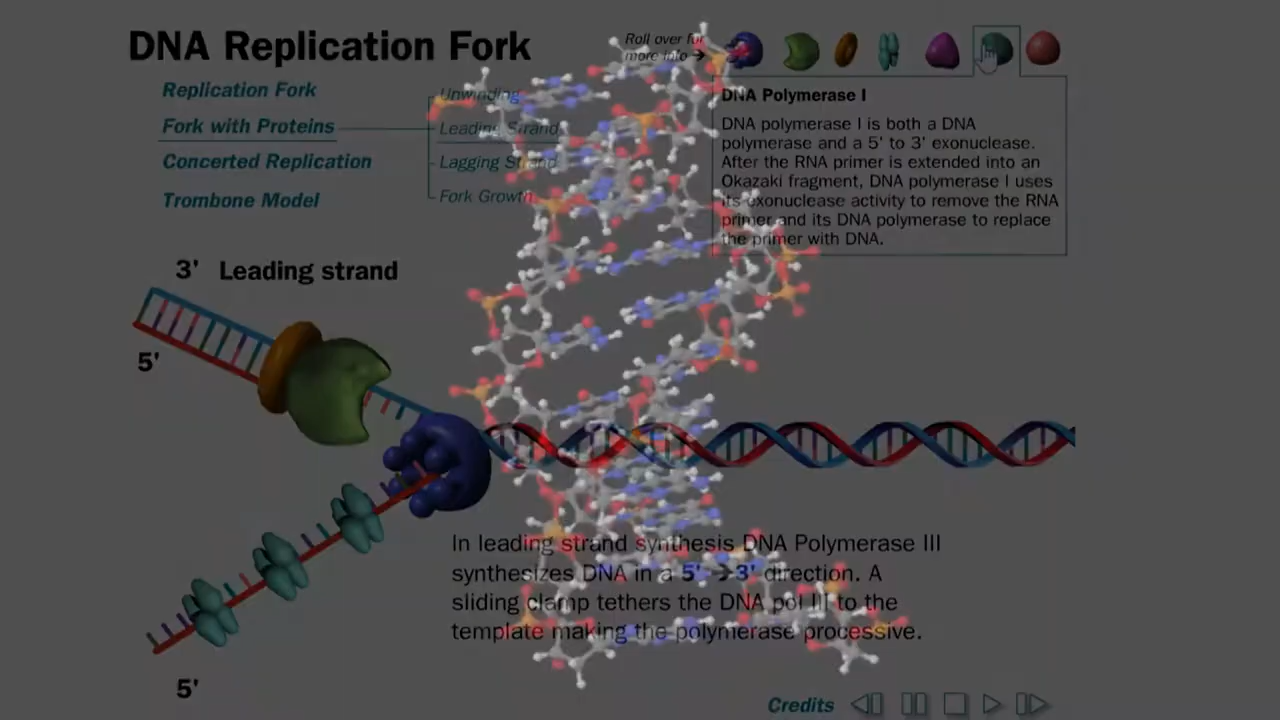 DNA Replication Fork
Roll over for
more info →
Replication Fork
Fork with Proteins
Concerted Replication
Trombone Model
Unwinding
Leading Strand
Lagging Strand
Fork Growth
DNA Polymerase I
DNA polymerase I is both a DNA
polymerase and a 5' to 3' exonuclease.
After the RNA primer is extended into an
Okazaki fragment, DNA polymerase I uses
its exonuclease activity to remove the RNA
primer and its DNA polymerase to replace
the primer with DNA.
3' Leading strand
5'
In leading strand synthesis DNA Polymerase III
synthesizes DNA in a 5' → 3' direction. A
sliding clamp tethers the DNA pol III to the
template making the polymerase processive.
5'
Credits